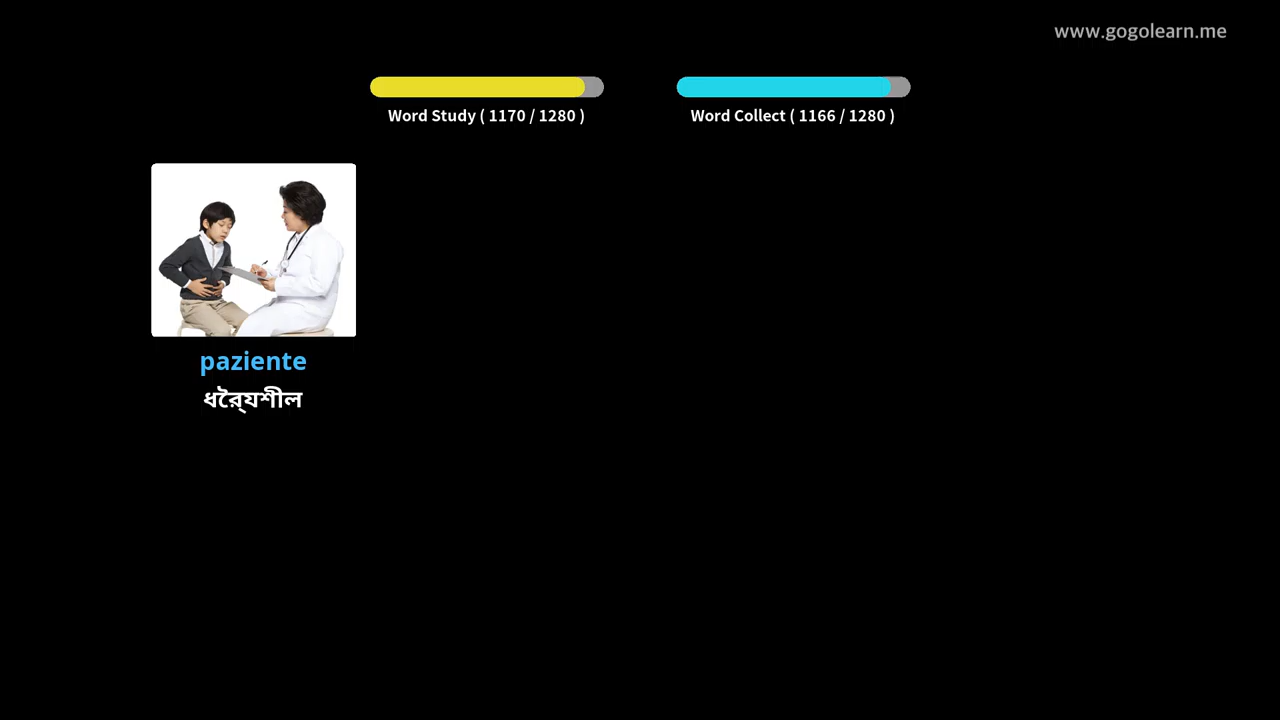 www.gogolearn.me
Word Study ( 1170 / 1280 )
Word Collect ( 1166 / 1280 )
paziente
ধৈর্য্যশীল